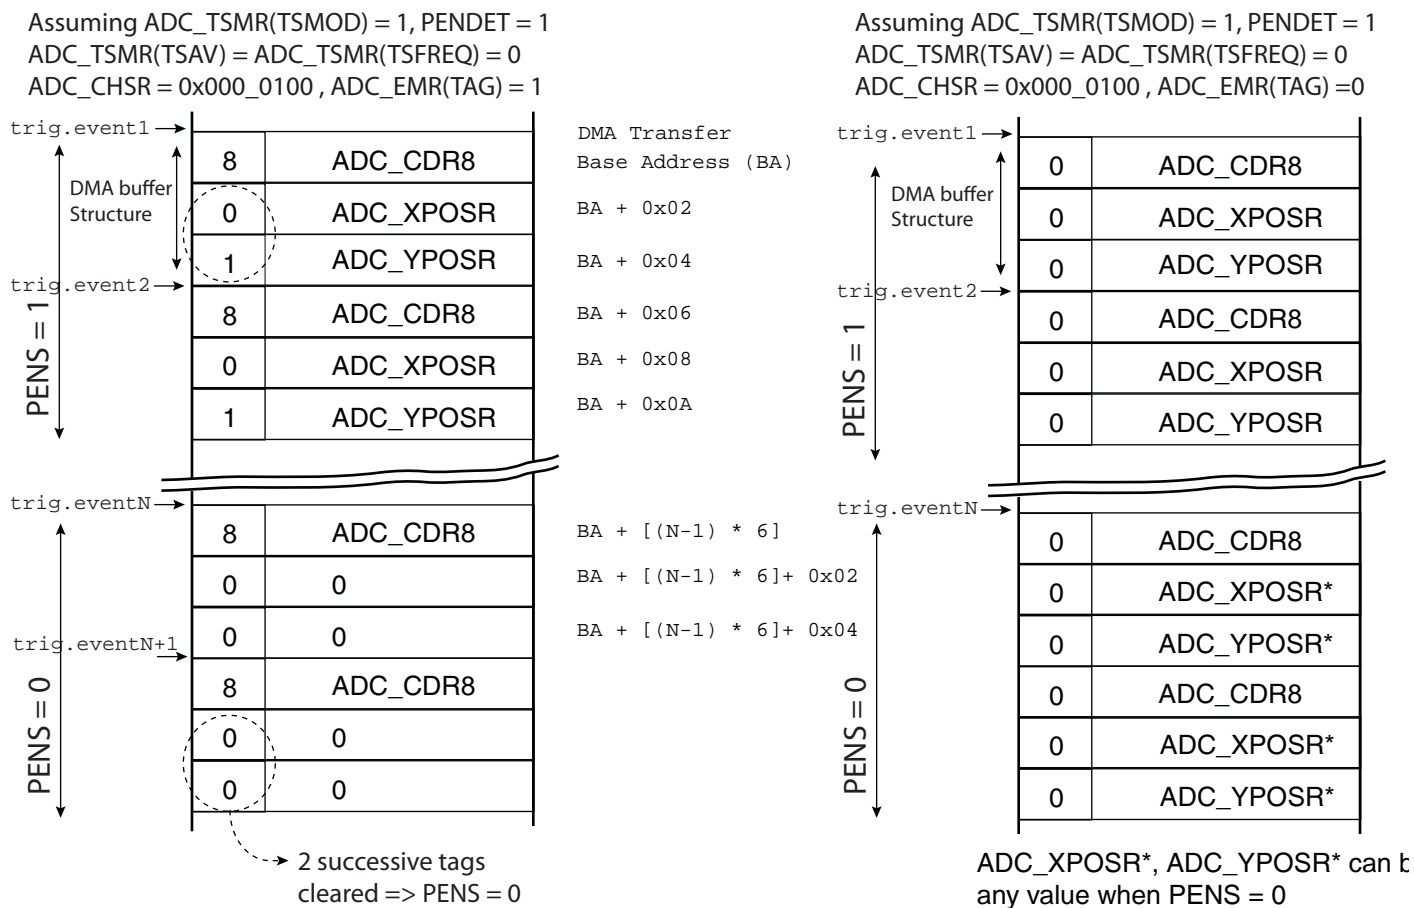 Assuming ADC_TSMR(TSMOD) = 1, PENDET = 1
ADC_TSMR(TSAV) = ADC_TSMR(TSFREQ) = 0
ADC_CHSR = 0x000_0100 , ADC_EMR(TAG) = 1
trig.event1
DMA buffer
Structure
trig.event2
PENS = 1
8 ADC_CDR8
0 ADC_XPOSR
1 ADC_YPOSR
8 ADC_CDR8
0 ADC_XPOSR
1 ADC_YPOSR
DMA Transfer
Base Address (BA)
BA + 0x02
BA + 0x04
BA + 0x06
BA + 0x08
BA + 0x0A
trig.eventN
trig.eventN+1
PENS = 0
8 ADC_CDR8
0 0
0 0
8 ADC_CDR8
0 0
0 0
BA + [(N-1) * 6]
BA + [(N-1) * 6]+ 0x02
BA + [(N-1) * 6]+ 0x04
2 successive tags
cleared => PENS = 0
Assuming ADC_TSMR(TSMOD) = 1, PENDET = 1
ADC_TSMR(TSAV) = ADC_TSMR(TSFREQ) = 0
ADC_CHSR = 0x000_0100 , ADC_EMR(TAG) =0
trig.event1
DMA buffer
Structure
trig.event2
PENS = 1
0 ADC_CDR8
0 ADC_XPOSR
0 ADC_YPOSR
0 ADC_CDR8
0 ADC_XPOSR
0 ADC_YPOSR
trig.eventN
PENS = 0
0 ADC_CDR8
0 ADC_XPOSR*
0 ADC_YPOSR*
0 ADC_CDR8
0 ADC_XPOSR*
0 ADC_YPOSR*
ADC_XPOSR*, ADC_YPOSR* can
any value when PENS = 0